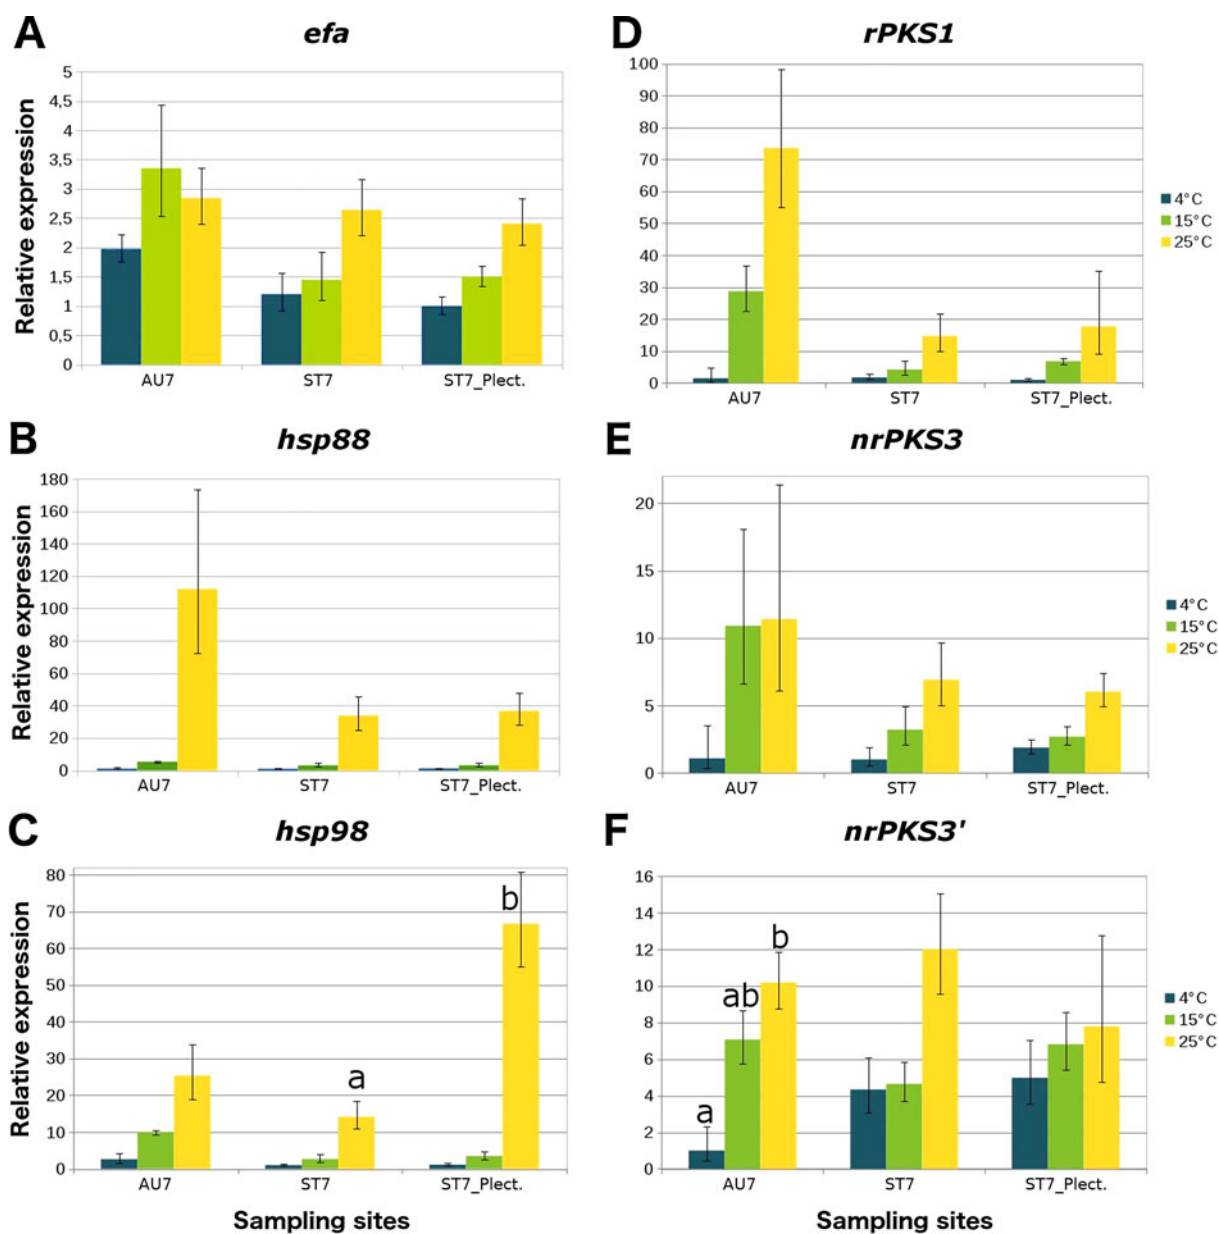 A
efa
Relative expression
5
4,5
4
3,5
3
2,5
2
1,5
1
0,5
0
AU7
ST7
ST7_Plect.
B
hsp88
Relative expression
180
160
140
120
100
80
60
40
20
0
AU7
ST7
ST7_Plect.
C
hsp98
Relative expression
80
70
60
50
40
30
20
10
0
a
b
AU7
ST7
ST7_Plect.
Sampling sites
D
rPKS1
100
90
80
70
60
50
40
30
20
10
0
AU7
ST7
ST7_Plect.
4°C
15°C
25°C
E
nrPKS3
20
15
10
5
0
AU7
ST7
ST7_Plect.
4°C
15°C
25°C
F
nrPKS3'
16
14
12
10
8
6
4
2
0
a
ab
b
AU7
ST7
ST7_Plect.
4°C
15°C
25°C
Sampling sites